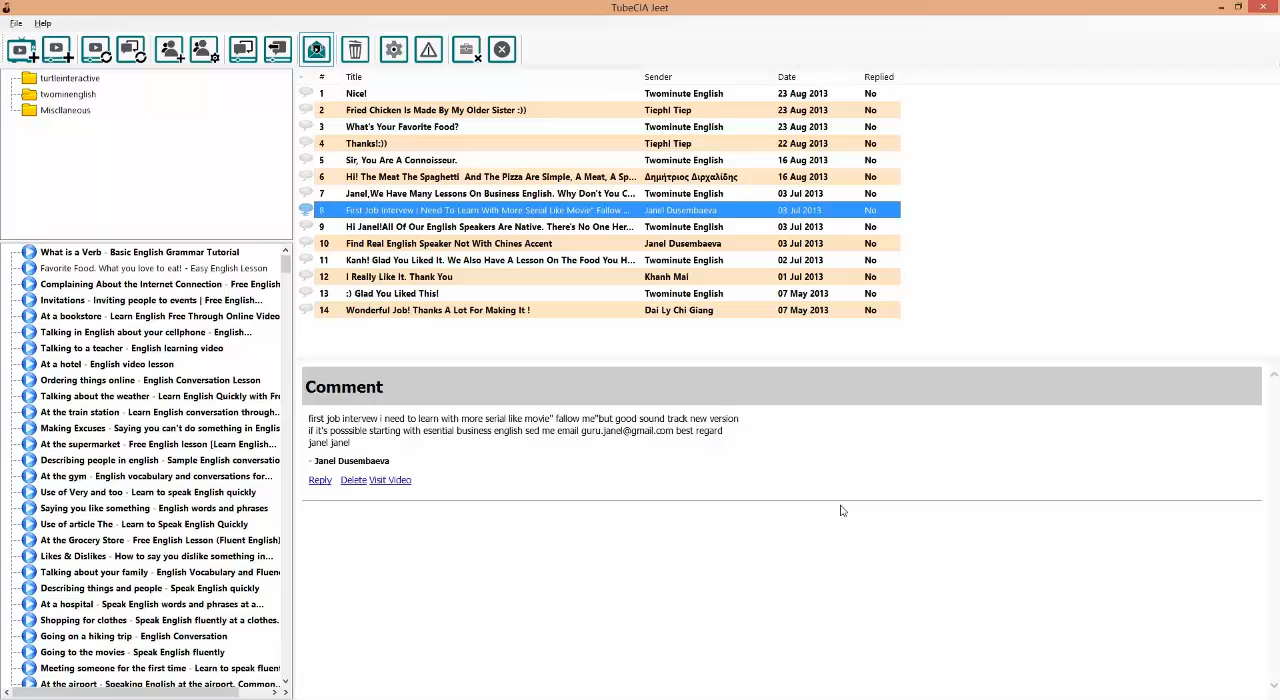 TubeCIA Jeet
File Help
turtleinteractive
twominenglish
Miscllaneous
# Title Sender Date Replied
1 Nice! Twominute English 23 Aug 2013 No
2 Fried Chicken Is Made By My Older Sister :)) Tiephl Tiep 23 Aug 2013 No
3 What's Your Favorite Food? Twominute English 23 Aug 2013 No
4 Thanks!;)) Tiephl Tiep 22 Aug 2013 No
5 Sir, You Are A Connoisseur. Twominute English 16 Aug 2013 No
6 Hi! The Meat The Spaghetti And The Pizza Are Simple, A Meat, A Sp... Δημήτριος Διρχαλίδης 16 Aug 2013 No
7 Janel,We Have Many Lessons On Business English. Why Don't You C... Twominute English 03 Jul 2013 No
8 First Job Intervew i Need To Learn With More Serial Like Movie" Fallow ... Janel Dusembaeva 03 Jul 2013 No
9 Hi Janel!All Of Our English Speakers Are Native. There's No One Her... Twominute English 03 Jul 2013 No
10 Find Real English Speaker Not With Chines Accent Janel Dusembaeva 03 Jul 2013 No
11 Kanh! Glad You Liked It. We Also Have A Lesson On The Food You H... Twominute English 02 Jul 2013 No
12 I Really Like It. Thank You Khanh Mai 01 Jul 2013 No
13 :) Glad You Liked This! Twominute English 07 May 2013 No
14 Wonderful Job! Thanks A Lot For Making It ! Dai Ly Chi Giang 07 May 2013 No
What is a Verb - Basic English Grammar Tutorial
Favorite Food. What you love to eat! - Easy English Lesson
Complaining About the Internet Connection - Free English
Invitations - Inviting people to events | Free English...
At a bookstore - Learn English Free Through Online Video
Talking in English about your cellphone - English...
Talking to a teacher - English learning video
At a hotel - English video lesson
Ordering things online - English Conversation Lesson
Talking about the weather - Learn English Quickly with Fre
At the train station - Learn English conversation through...
Making Excuses - Saying you can't do something in Englis
At the supermarket - Free English lesson [Learn English...
Describing people in english - Sample English conversatio
At the gym - English vocabulary and conversations for...
Use of Very and too - Learn to speak English quickly
Saying you like something - English words and phrases
Use of article The - Learn to Speak English Quickly
At the Grocery Store - Free English Lesson (Fluent English)
Likes & Dislikes - How to say you dislike something in...
Talking about your family - English Vocabulary and Fluen
Describing things and people - Speak English quickly
At a hospital - Speak English words and phrases at a...
Shopping for clothes - Speak English fluently at a clothes.
Going on a hiking trip - English Conversation
Going to the movies - Speak English fluently
Meeting someone for the first time - Learn to speak fluent
At the airport - Speaking English at the airport. Common...
Comment
first job intervew i need to learn with more serial like movie" fallow me"but good sound track new version
if it's posssible starting with esential business english sed me email guru.janel@gmail.com best regard
janel janel
- Janel Dusembaeva
Reply Delete Visit Video